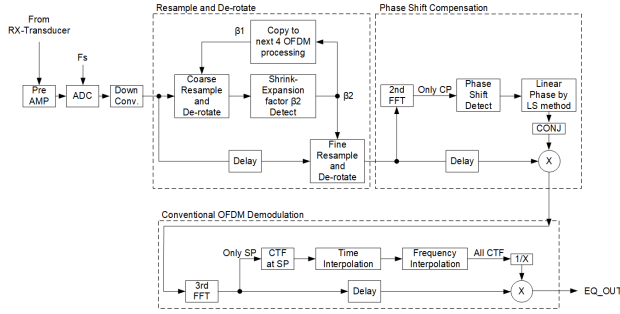 From
RX-Transducer
Fs
Pre
AMP
ADC
Down
Conv.
Resample and De-rotate
β1
Copy to
next 4 OFDM
processing
Coarse
Resample
and
De-rotate
Shrink-
Expansion
factor β2
Detect
β2
Delay
Fine
Resample
and
De-rotate
Phase Shift Compensation
2nd
FFT
Only CP
Phase
Shift
Detect
Linear
Phase by
LS method
CONJ
Delay
X
Conventional OFDM Demodulation
Only SP
CTF
at SP
Time
Interpolation
Frequency
Interpolation
All CTF
1/X
3rd
FFT
Delay
X
EQ_OUT